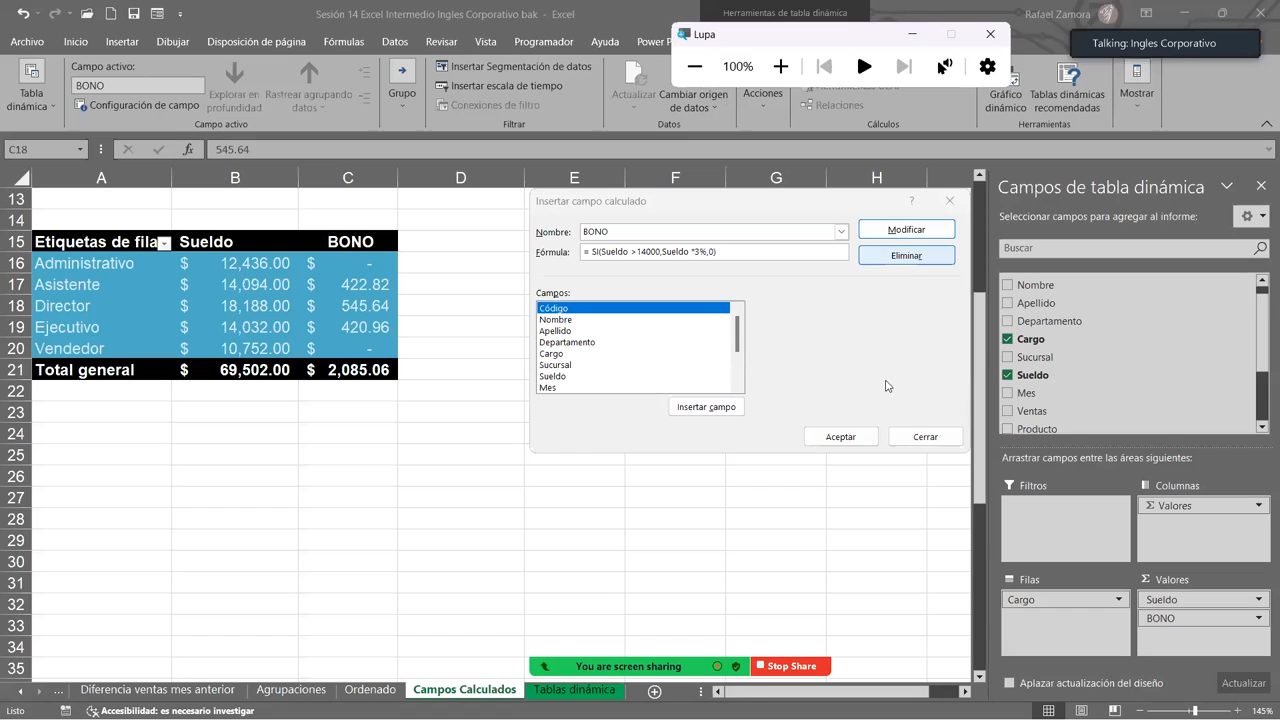 Sesión 14 Excel Intermedio Ingles Corporativo bak - Excel
Herramientas de tabla dinámica
Rafael Zamora
Archivo Inicio Insertar Dibujar Disposición de página Fórmulas Datos Revisar Vista Programador Ayuda Power P
Lupa
100%
Talking: Ingles Corporativo
Tabla dinámica
Campo activo:
BONO
Configuración de campo
Explorar en profundidad
Rastrear agrupando datos
Campo activo
Grupo
Insertar Segmentación de datos
Insertar escala de tiempo
Conexiones de filtro
Filtrar
Actualizar
Cambiar origen de datos
Datos
Acciones
Relaciones
Cálculos
Gráfico dinámico
Tablas dinámicas recomendadas
Herramientas
Mostrar
C18
fx
545.64
A B C D E F G H
13
14
15 Etiquetas de fila Sueldo BONO
16 Administrativo $ 12,436.00 $ -
17 Asistente $ 14,094.00 $ 422.82
18 Director $ 18,188.00 $ 545.64
19 Ejecutivo $ 14,032.00 $ 420.96
20 Vendedor $ 10,752.00 $ -
21 Total general $ 69,502.00 $ 2,085.06
22
23
24
25
26
27
28
29
30
31
32
33
34
35
Insertar campo calculado
?
Nombre: BONO
Modificar
Fórmula: = SI(Sueldo >14000,Sueldo *3%,0)
Eliminar
Campos:
Código
Nombre
Apellido
Departamento
Cargo
Sucursal
Sueldo
Mes
Insertar campo
Aceptar
Cerrar
Campos de tabla dinámica
Seleccionar campos para agregar al informe:
Buscar
Nombre
Apellido
Departamento
Cargo
Sucursal
Sueldo
Mes
Ventas
Producto
Arrastrar campos entre las áreas siguientes:
Filtros
Columnas
Σ Valores
Filas
Σ Valores
Cargo
Sueldo
BONO
Aplazar actualización del diseño
Actualizar
You are screen sharing
Stop Share
... Diferencia ventas mes anterior Agrupaciones Ordenado Campos Calculados Tablas dinámica
Listo
Accesibilidad: es necesario investigar
145%